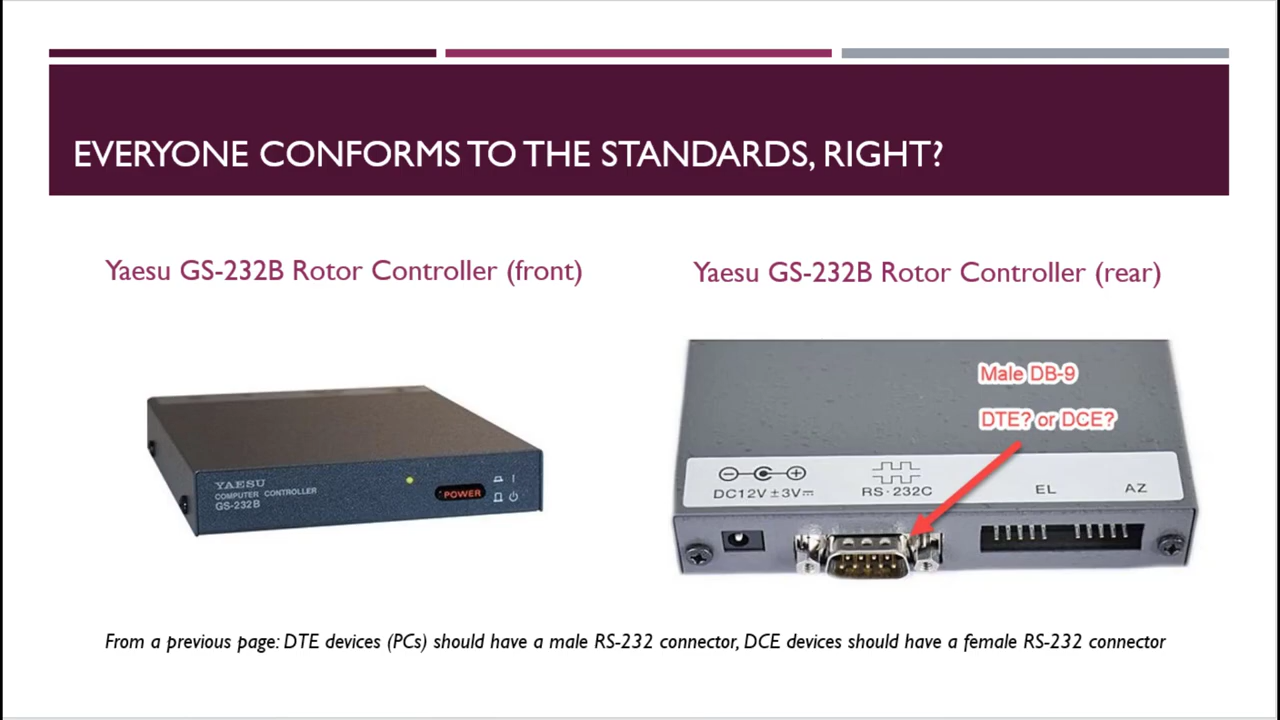 EVERYONE CONFORMS TO THE STANDARDS, RIGHT?
Yaesu GS-232B Rotor Controller (front)
Yaesu GS-232B Rotor Controller (rear)
YAESU
COMPUTER CONTROLLER
GS-232B
POWER
Male DB-9
DTE? or DCE?
DC12V±3V⎓
RS-232C
EL
AZ
From a previous page: DTE devices (PCs) should have a male RS-232 connector, DCE devices should have a female RS-232 connector